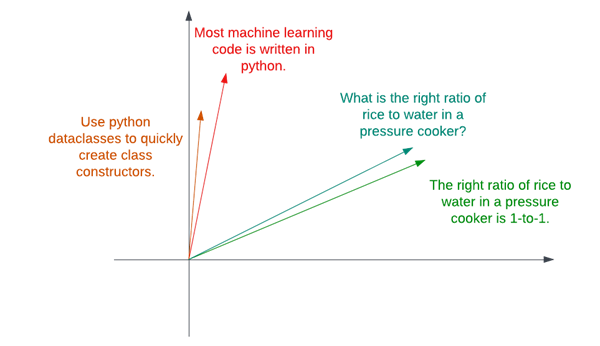 Most machine learning
code is written in
python.
What is the right ratio of
rice to water in a
pressure cooker?
Use python
dataclasses to quickly
create class
constructors.
The right ratio of rice to
water in a pressure
cooker is 1-to-1.